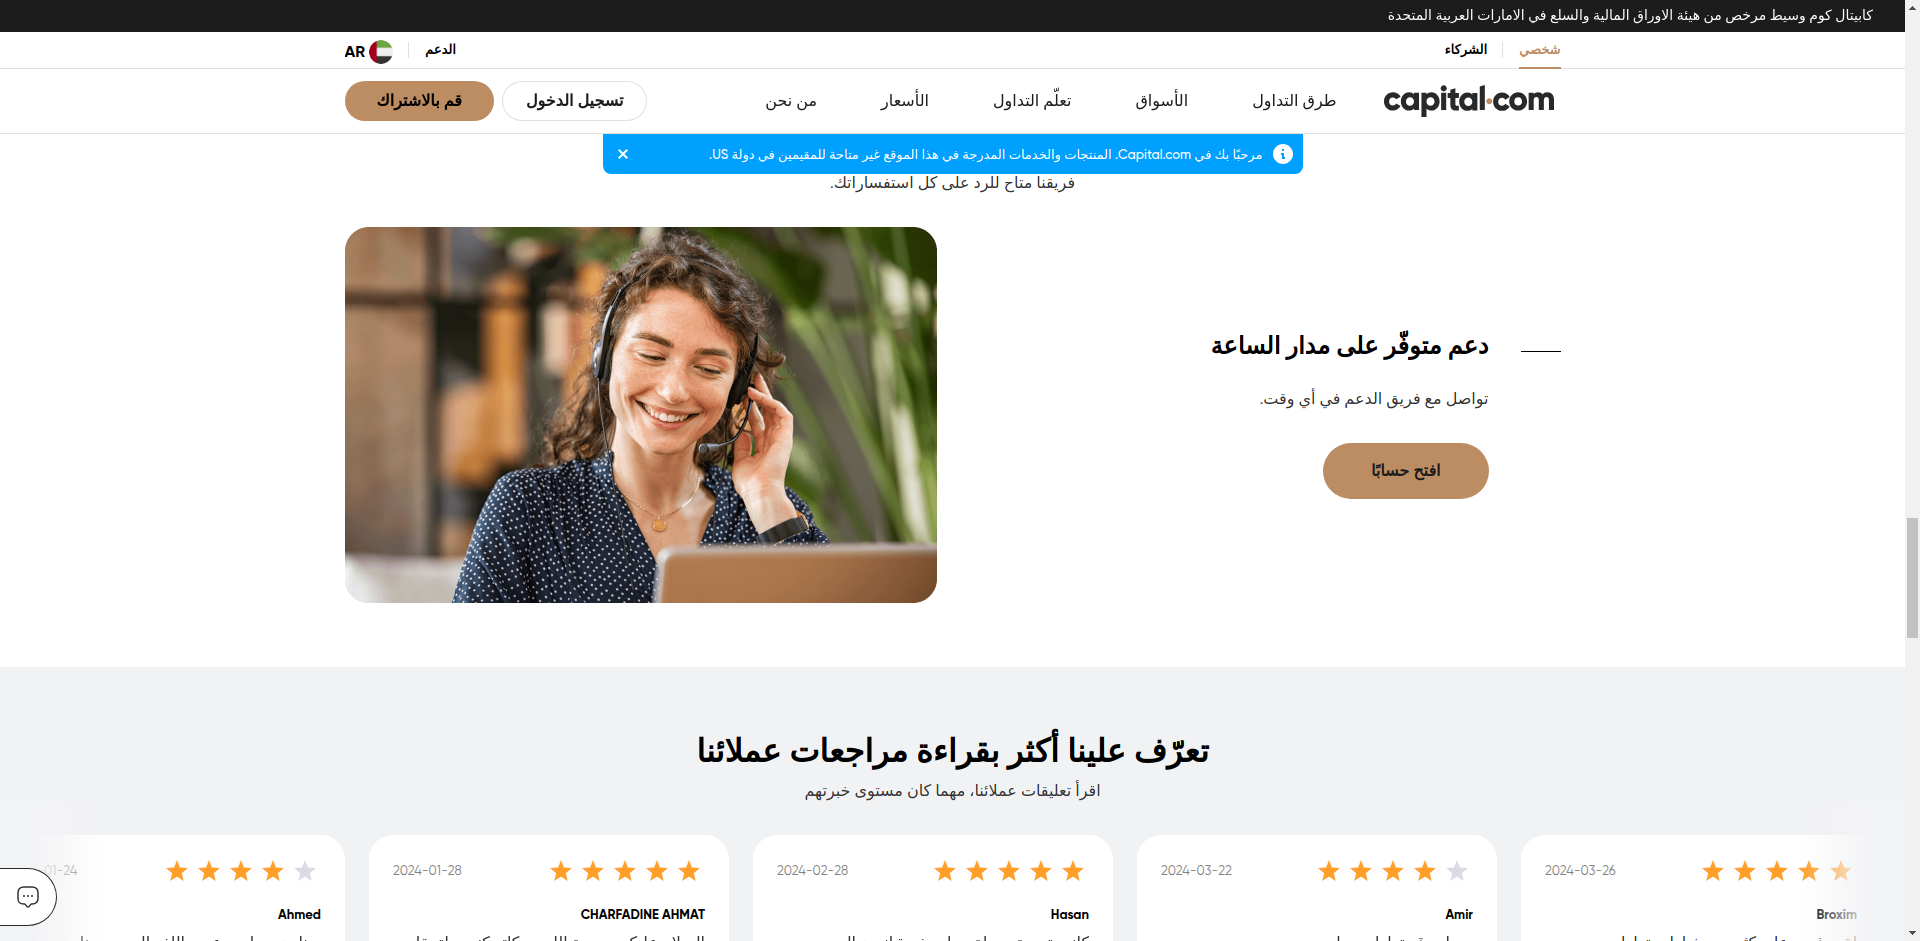 كابيتال كوم وسيط مرخص من هيئة الاوراق المالية والسلع في الامارات العربية المتحدة
شخصي
الشركاء
الدعم
AR
capital.com
طرق التداول
الأسواق
تعلّم التداول
الأسعار
من نحن
تسجيل الدخول
قم بالاشتراك
مرحبًا بك في Capital.com. المنتجات والخدمات المدرجة في هذا الموقع غير متاحة للمقيمين في دولة US.
فريقنا متاح للرد على كل استفساراتك.
دعم متوفّر على مدار الساعة
تواصل مع فريق الدعم في أي وقت.
افتح حسابًا
تعرّف علينا أكثر بقراءة مراجعات عملائنا
اقرأ تعليقات عملائنا، مهما كان مستوى خبرتهم
2024-03-26
Broxim
2024-03-22
Amir
2024-02-28
Hasan
2024-01-28
CHARFADINE AHMAT
01-24
Ahmed